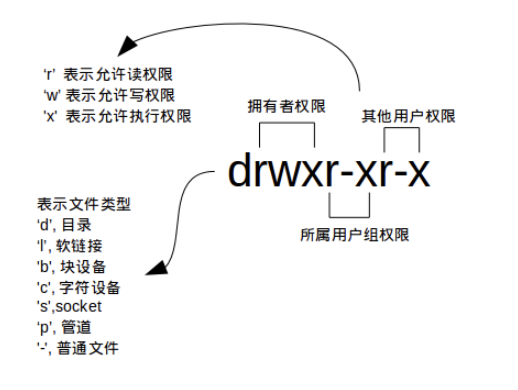 'r' 表示允许读权限
'w' 表示允许写权限
'x' 表示允许执行权限
拥有者权限
其他用户权限
drwxr-xr-x
所属用户组权限
表示文件类型
'd', 目录
'l', 软链接
'b', 块设备
'c', 字符设备
's',socket
'p', 管道
'-', 普通文件